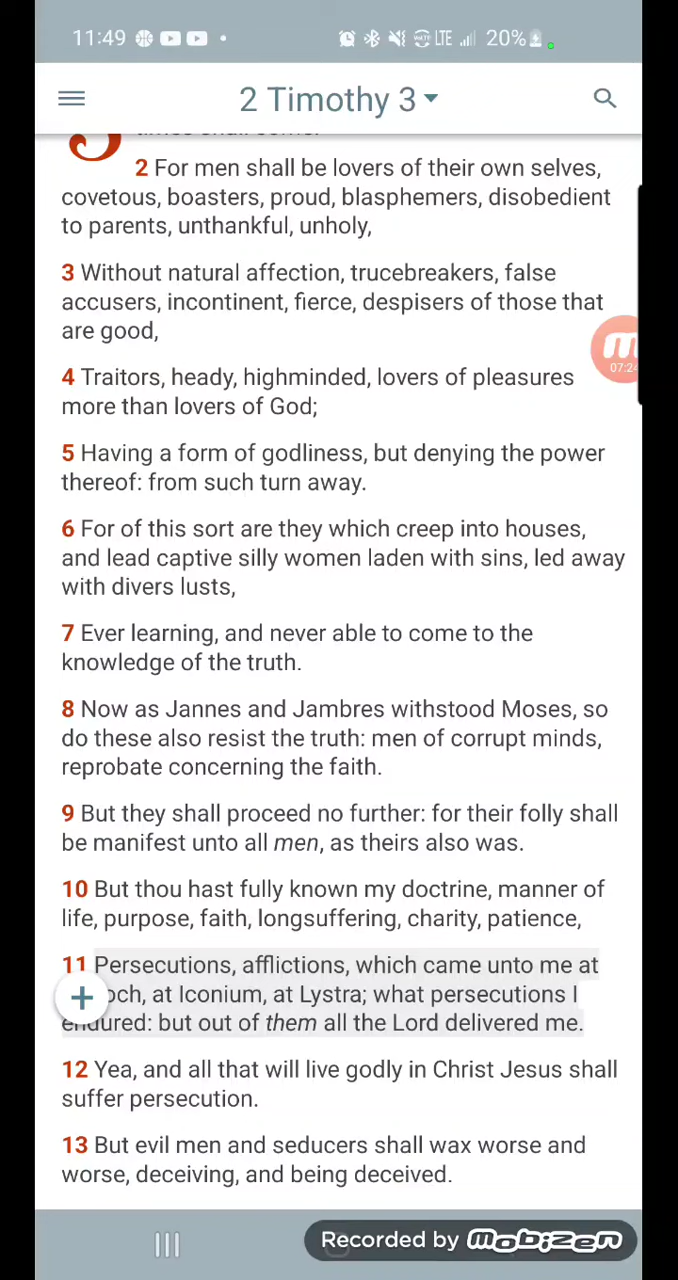 11:49 LTE 20%
2 Timothy 3
2 For men shall be lovers of their own selves,
covetous, boasters, proud, blasphemers, disobedient
to parents, unthankful, unholy,
3 Without natural affection, trucebreakers, false
accusers, incontinent, fierce, despisers of those that
are good,
07:24
4 Traitors, heady, highminded, lovers of pleasures
more than lovers of God;
5 Having a form of godliness, but denying the power
thereof: from such turn away.
6 For of this sort are they which creep into houses,
and lead captive silly women laden with sins, led away
with divers lusts,
7 Ever learning, and never able to come to the
knowledge of the truth.
8 Now as Jannes and Jambres withstood Moses, so
do these also resist the truth: men of corrupt minds,
reprobate concerning the faith.
9 But they shall proceed no further: for their folly shall
be manifest unto all men, as theirs also was.
10 But thou hast fully known my doctrine, manner of
life, purpose, faith, longsuffering, charity, patience,
11 Persecutions, afflictions, which came unto me at
och, at Iconium, at Lystra; what persecutions I
endured: but out of them all the Lord delivered me.
12 Yea, and all that will live godly in Christ Jesus shall
suffer persecution.
13 But evil men and seducers shall wax worse and
worse, deceiving, and being deceived.
Recorded by mobizen